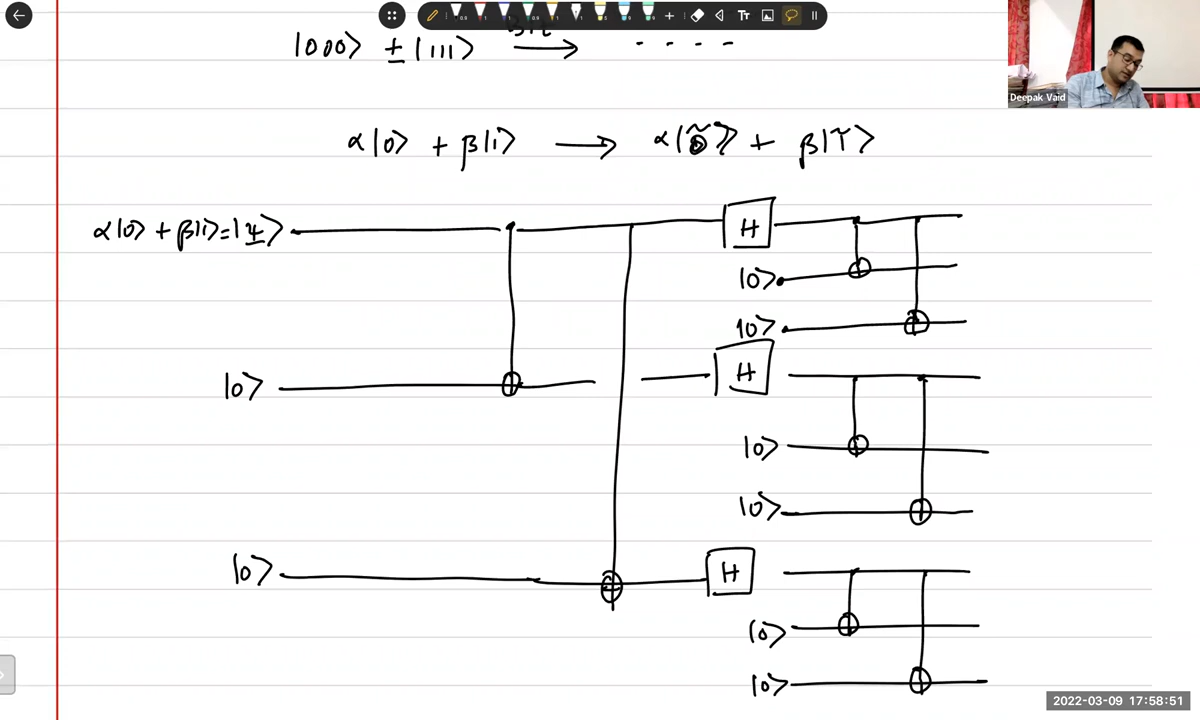 |000⟩ ± |111⟩ → - - - -
Deepak Vaid
α|0⟩ + β|1⟩ → α|0̃⟩ + β|1̃⟩
α|0⟩ + β|1⟩ = |Ψ⟩ H
|0⟩
|0⟩
|0⟩ H
|0⟩
|0⟩
|0⟩ H
|0⟩
|0⟩
2022-03-09 17:58:51